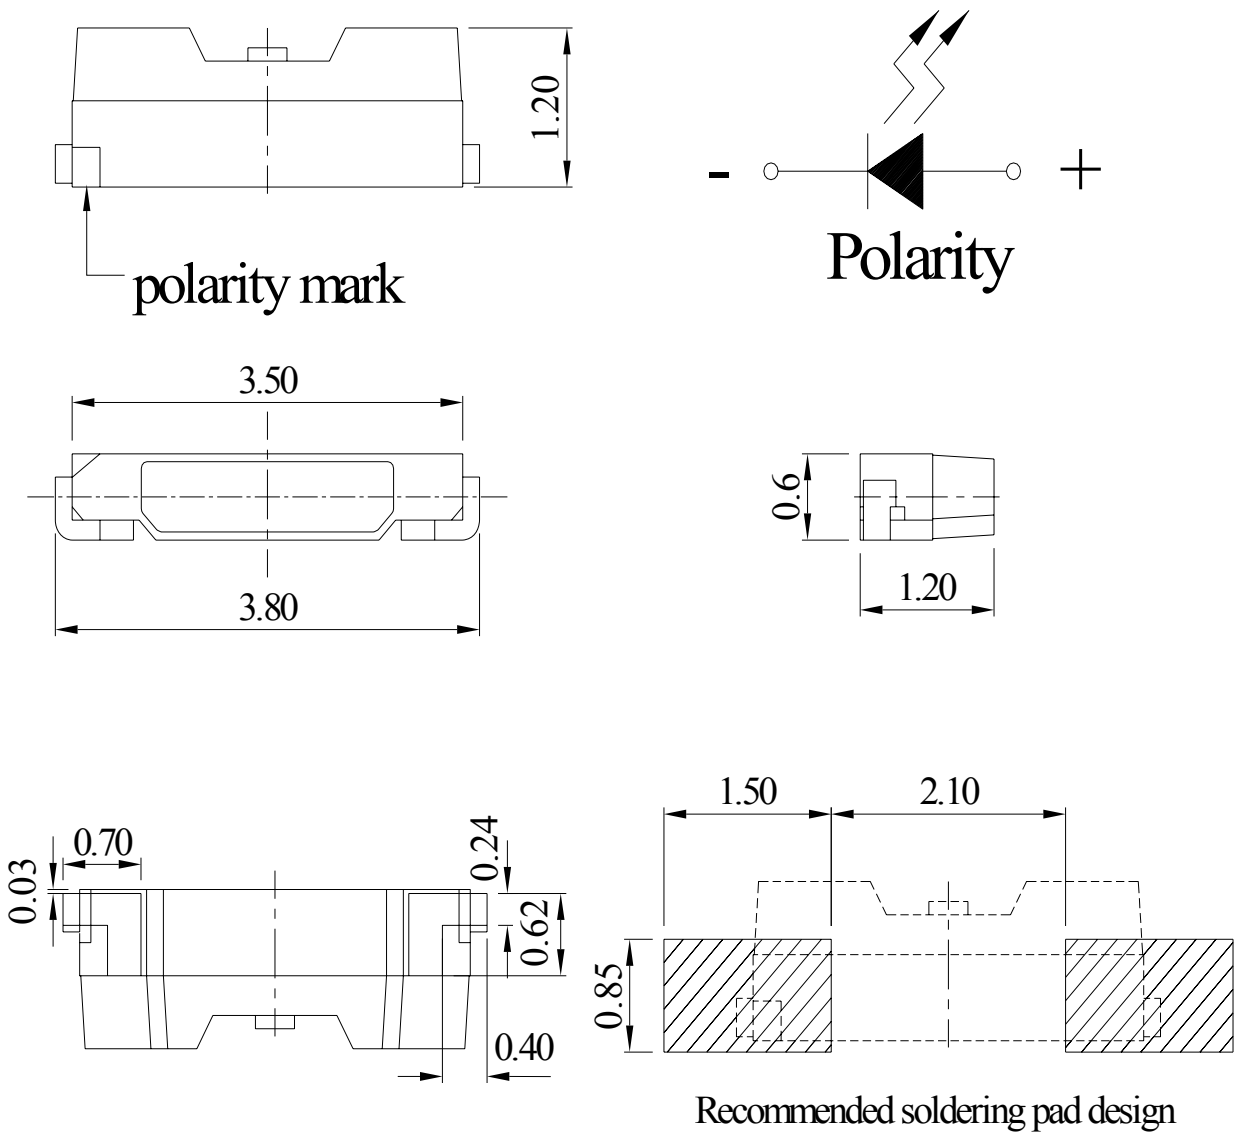 1.20
- +
Polarity
polarity mark
3.50
0.6
1.20
3.80
1.50 2.10
0.03 0.70 0.24
0.62
0.85
0.40
Recommended soldering pad design